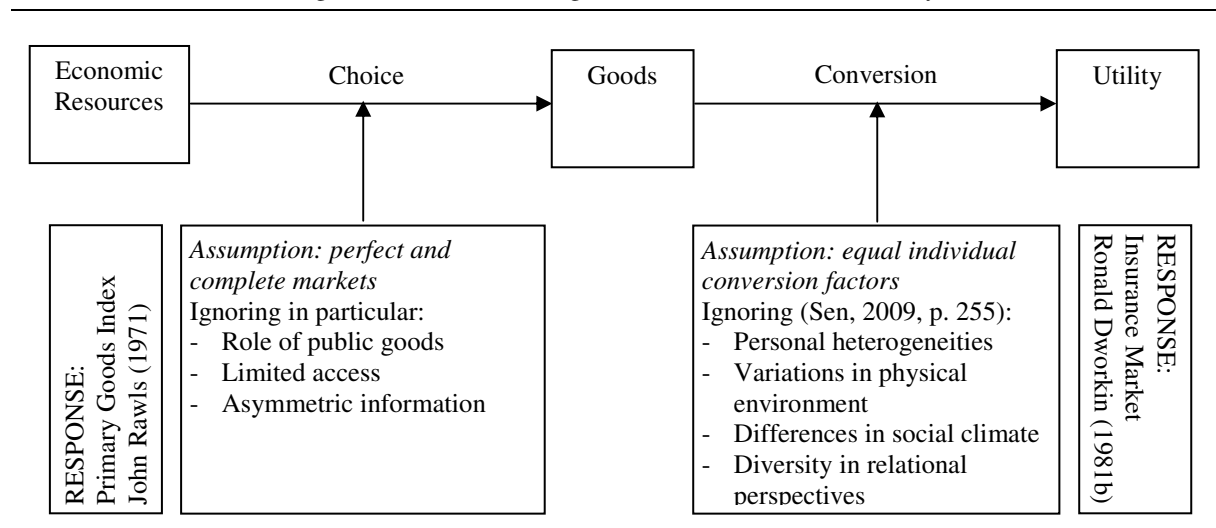 Economic
Resources
Choice
Goods
Conversion
Utility
RESPONSE:
Primary Goods Index
John Rawls (1971)
Assumption: perfect and
complete markets
Ignoring in particular:
- Role of public goods
- Limited access
- Asymmetric information
Assumption: equal individual
conversion factors
Ignoring (Sen, 2009, p. 255):
- Personal heterogeneities
- Variations in physical
environment
- Differences in social climate
- Diversity in relational
perspectives
RESPONSE:
Insurance Market
Ronald Dworkin (1981b)